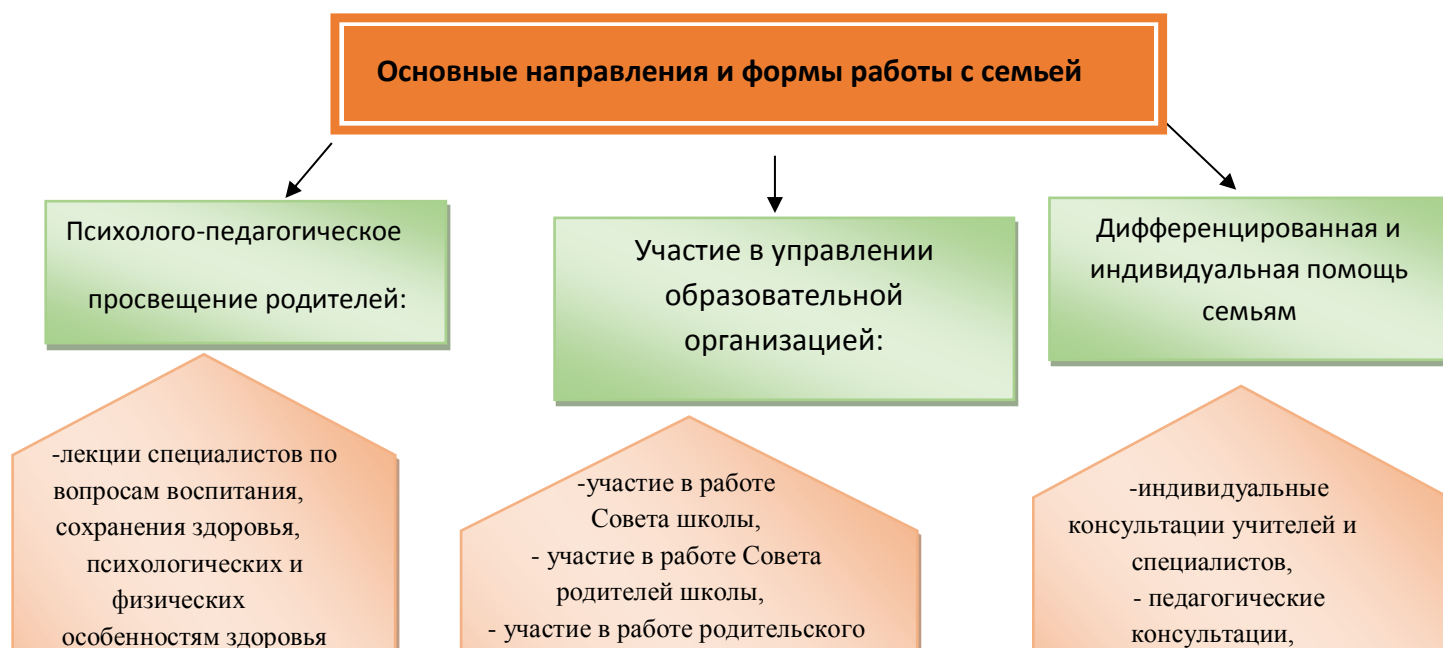 Основные направления и формы работы с семьей
Психолого-педагогическое
просвещение родителей:
Участие в управлении
образовательной
организацией:
Дифференцированная и
индивидуальная помощь
семьям
-лекции специалистов по
вопросам воспитания,
сохранения здоровья,
психологических и
физических
особенностям здоровья
-участие в работе
Совета школы,
- участие в работе Совета
родителей школы,
- участие в работе родительского
-индивидуальные
консультации учителей и
специалистов,
- педагогические
консультации,